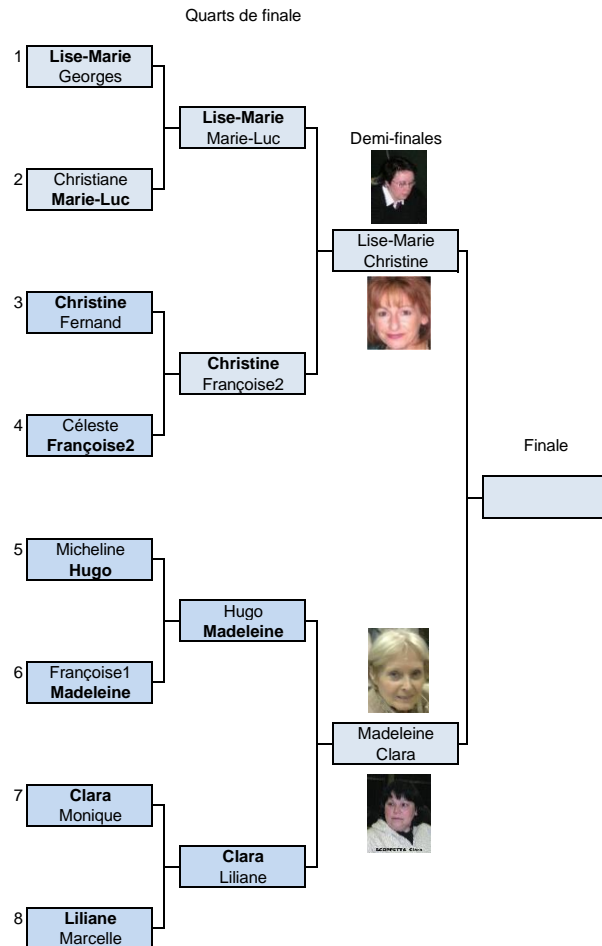 Quarts de finale
1
Lise-Marie
Georges
Lise-Marie
Marie-Luc
Demi-finales
2
Christiane
Marie-Luc
Lise-Marie
Christine
3
Christine
Fernand
Christine
Françoise2
4
Céleste
Françoise2
Finale
5
Micheline
Hugo
Hugo
Madeleine
6
Françoise1
Madeleine
Madeleine
Clara
7
Clara
Monique
Clara
Liliane
8
Liliane
Marcelle